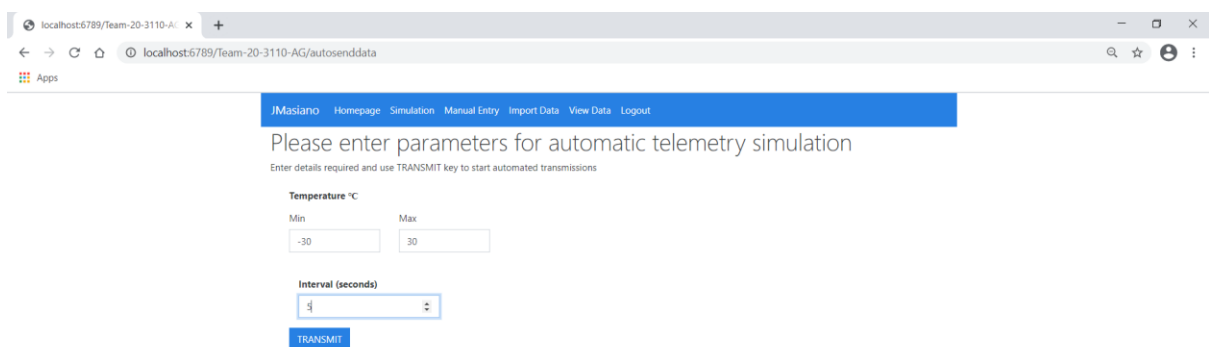 localhost:6789/Team-20-3110-AG
localhost:6789/Team-20-3110-AG/autosenddata
Apps
JMasiano Homepage Simulation Manual Entry Import Data View Data Logout
Please enter parameters for automatic telemetry simulation
Enter details required and use TRANSMIT key to start automated transmissions
Temperature °C
Min Max
-30 30
Interval (seconds)
5
TRANSMIT